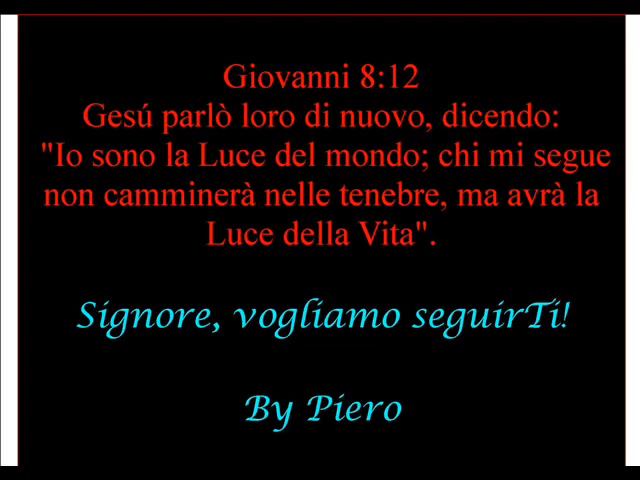 Giovanni 8:12
Gesú parlò loro di nuovo, dicendo:
"Io sono la Luce del mondo; chi mi segue
non camminerà nelle tenebre, ma avrà la
Luce della Vita".
Signore, vogliamo seguirTi!
By Piero